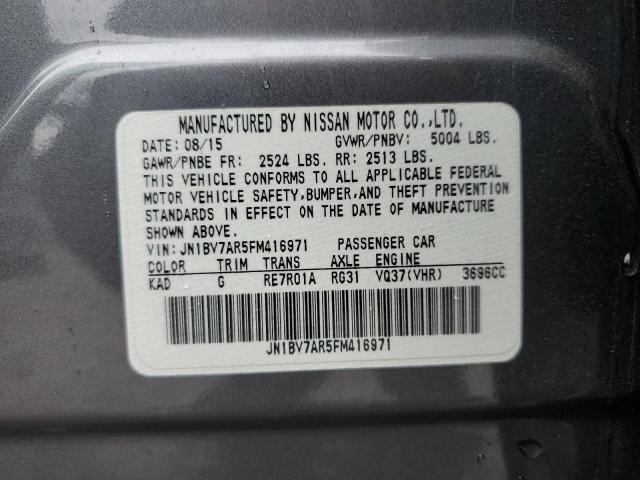 MANUFACTURED BY NISSAN MOTOR CO.,LTD.
DATE: 08/15 GVWR/PNBV: 5004 LBS.
GAWR/PNBE FR: 2524 LBS. RR: 2513 LBS.
THIS VEHICLE CONFORMS TO ALL APPLICABLE FEDERAL
MOTOR VEHICLE SAFETY,BUMPER,AND THEFT PREVENTION
STANDARDS IN EFFECT ON THE DATE OF MANUFACTURE
SHOWN ABOVE.
VIN: JN1BV7AR5FM416971 PASSENGER CAR
COLOR TRIM TRANS AXLE ENGINE
KAD G RE7R01A RG31 VQ37(VHR) 3696CC
JN1BV7AR5FM416971